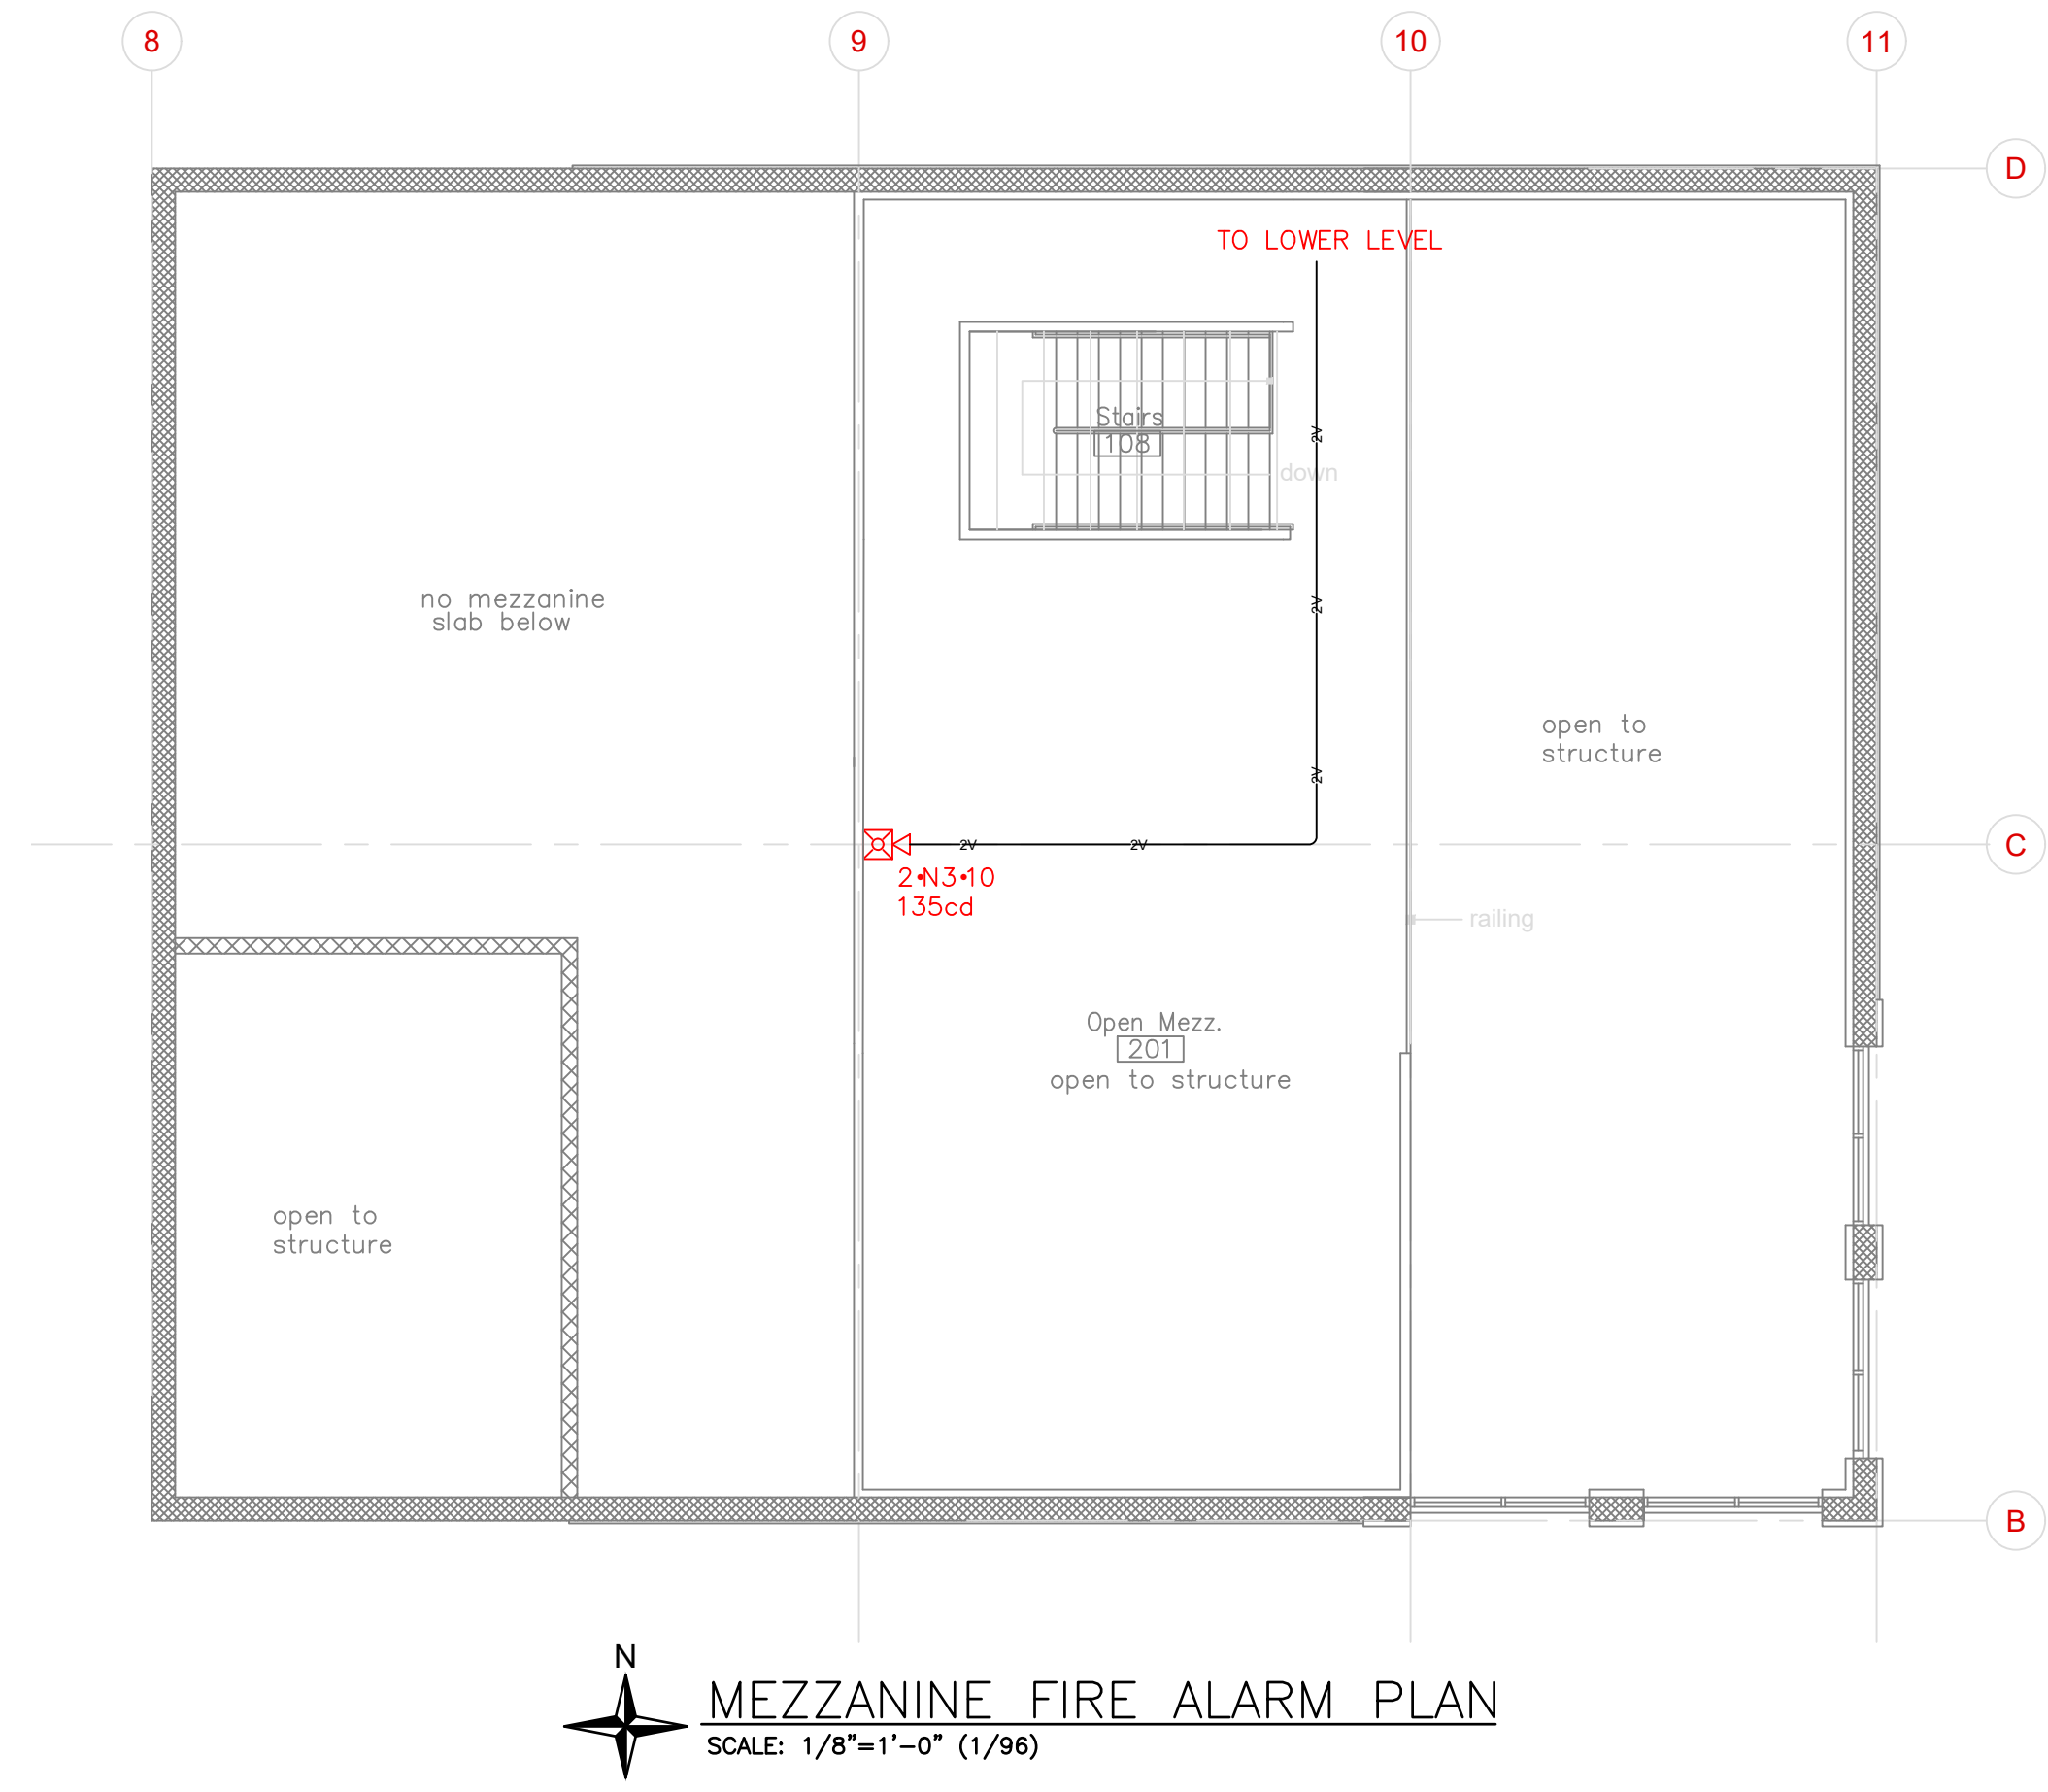 8
9
10
11
D
TO LOWER LEVEL
Stairs
108
2V
down
no mezzanine
slab below
2V
open to
structure
2V
C
2V
2V
2•N3•10
135cd
railing
Open Mezz.
201
open to structure
open to
structure
B
N
MEZZANINE FIRE ALARM PLAN
SCALE: 1/8"=1'-0" (1/96)